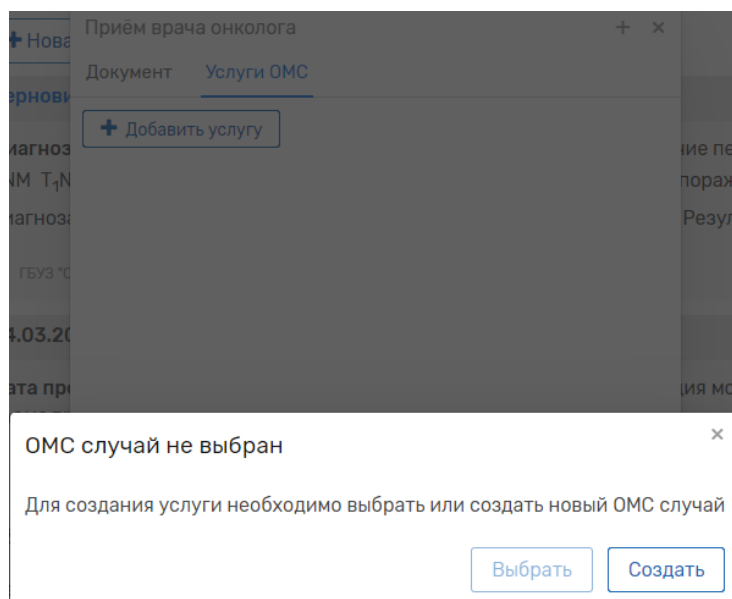 Приём врача онколога
Документ Услуги ОМС
Добавить услугу
ГБУЗ
ОМС случай не выбран
Для создания услуги необходимо выбрать или создать новый ОМС случай
Выбрать Создать